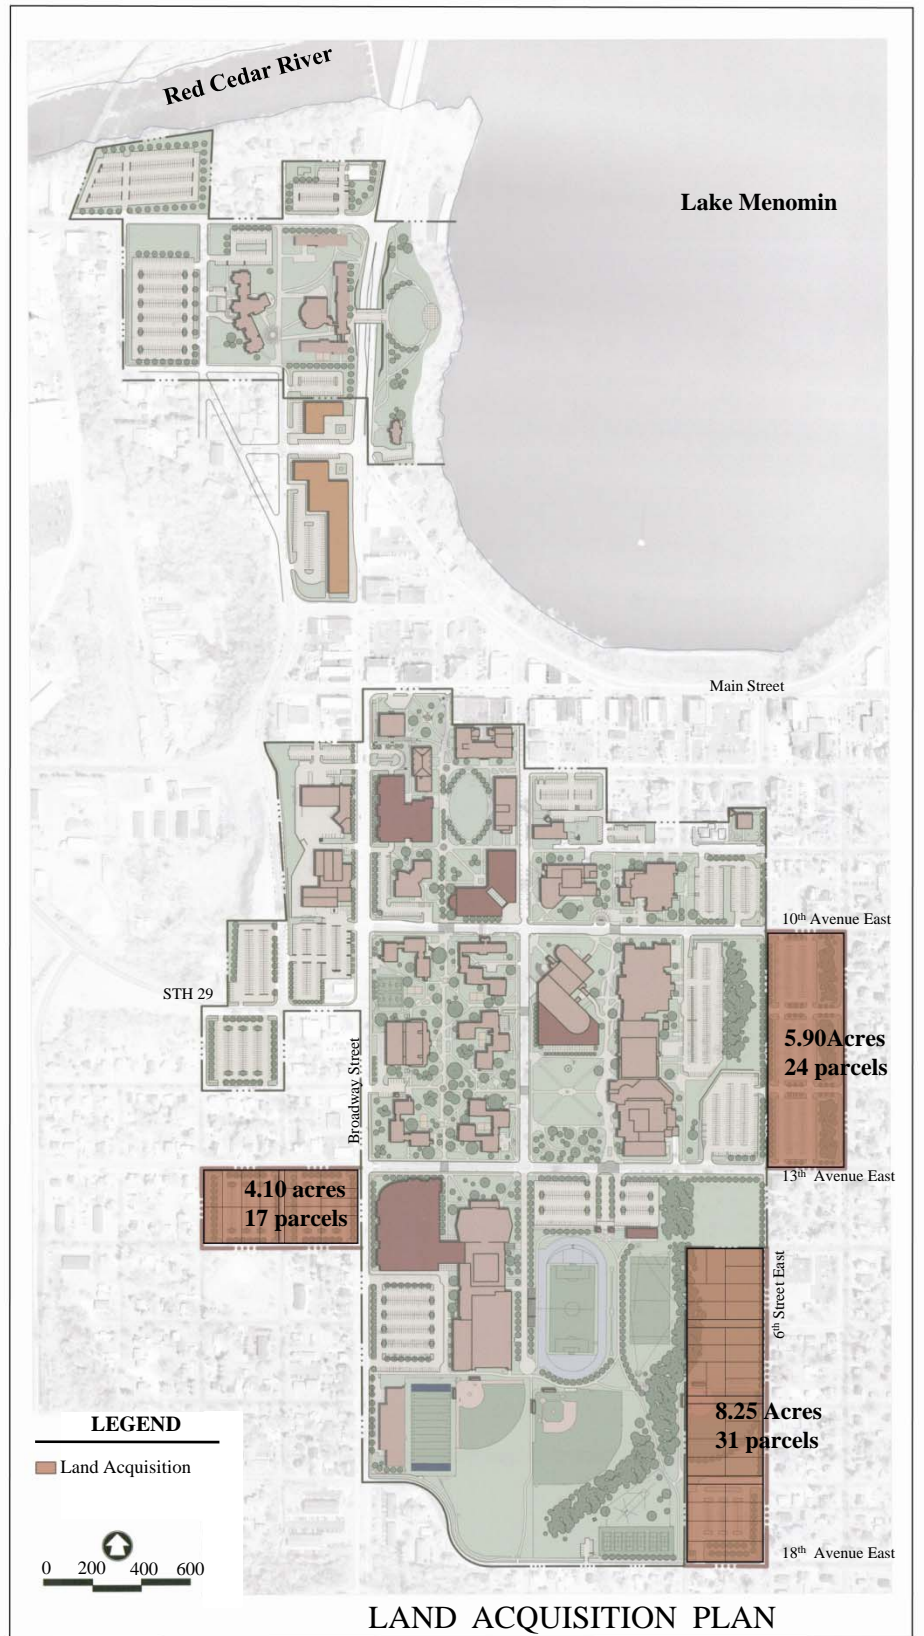 Red Cedar River
Lake Menomin
Main Street
10th Avenue East
STH 29
5.90Acres
24 parcels
Broadway Street
13th Avenue East
4.10 acres
17 parcels
6th Street East
8.25 Acres
31 parcels
LEGEND
Land Acquisition
0 200 400 600
18th Avenue East
LAND ACQUISITION PLAN